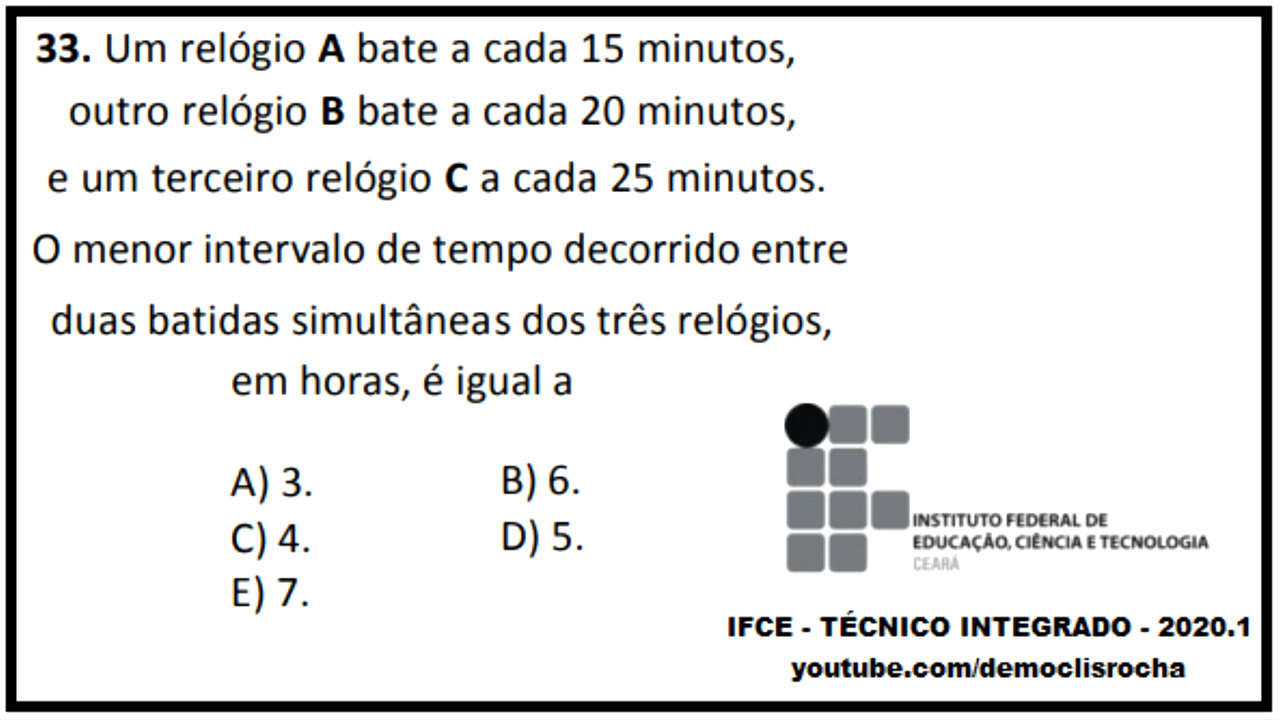 33. Um relógio A bate a cada 15 minutos,
outro relógio B bate a cada 20 minutos,
e um terceiro relógio C a cada 25 minutos.
O menor intervalo de tempo decorrido entre
duas batidas simultâneas dos três relógios,
em horas, é igual a
A) 3. B) 6.
C) 4. D) 5.
E) 7.
INSTITUTO FEDERAL DE
EDUCAÇÃO, CIÊNCIA E TECNOLOGIA
CEARÁ
IFCE - TÉCNICO INTEGRADO - 2020.1
youtube.com/democlisrocha